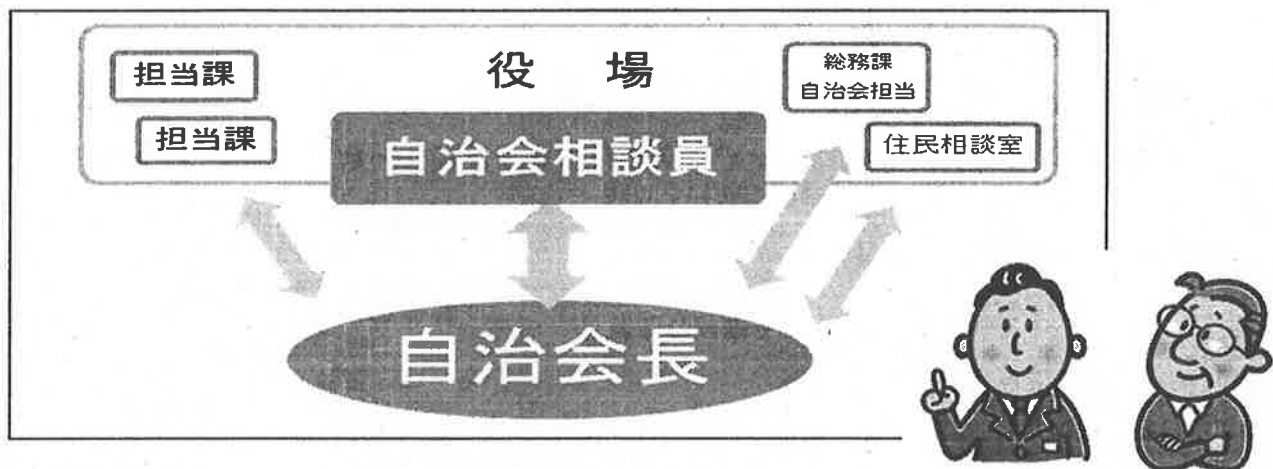 役　場
担当課
担当課
総務課
自治会担当
住民相談室
自治会相談員
自治会長